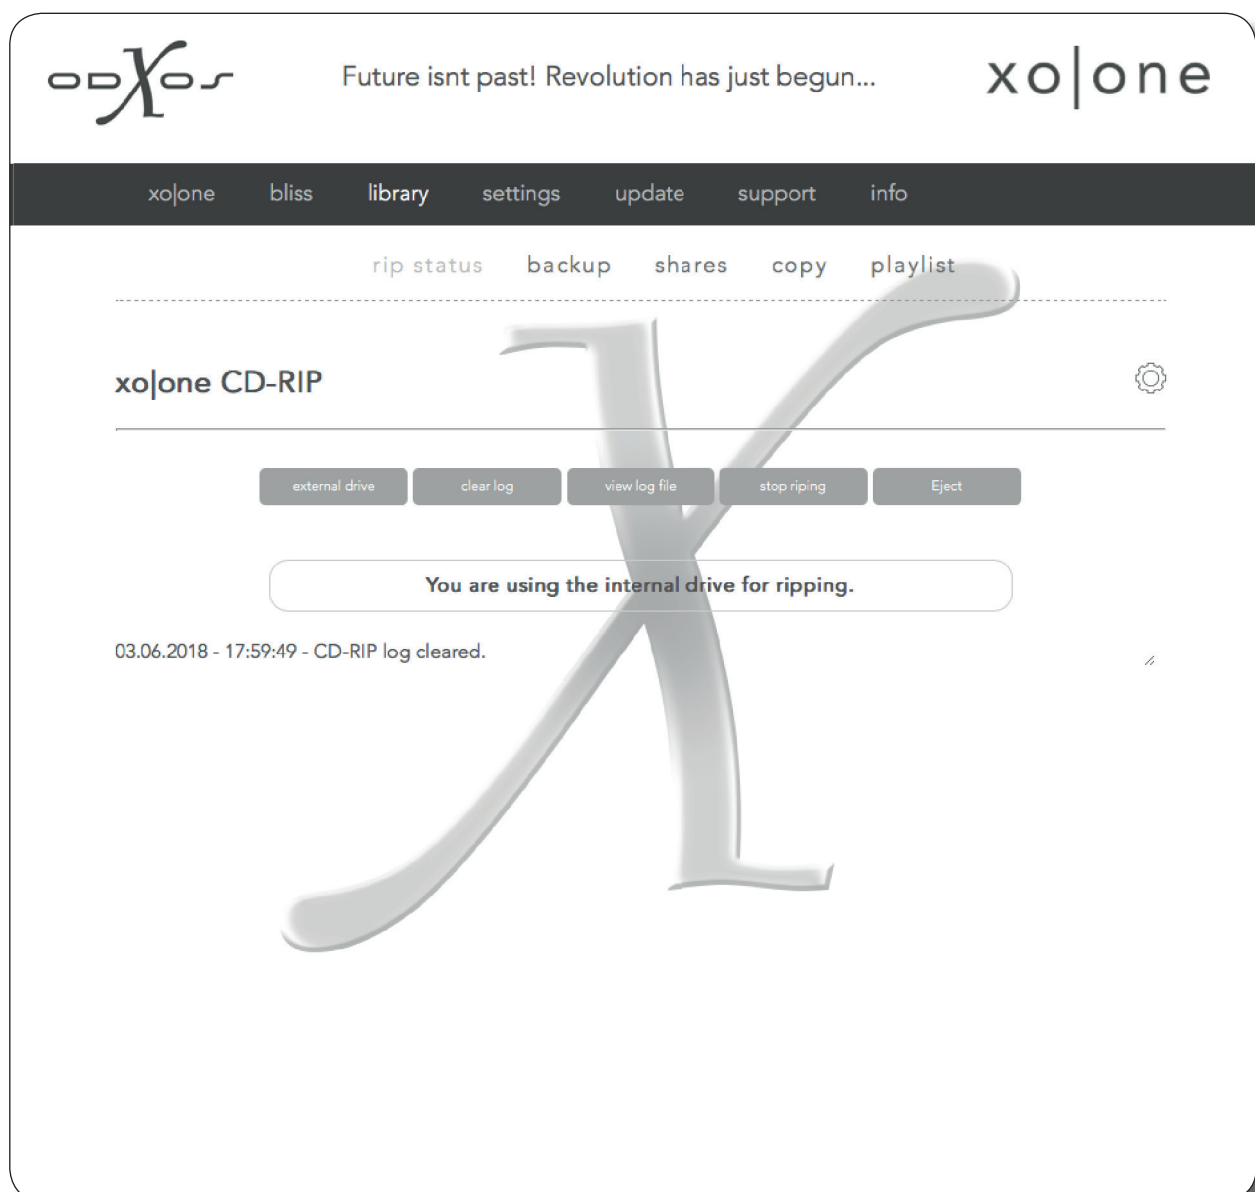 ODXOS
Future isnt past! Revolution has just begun...
xo|one
xo|one bliss library settings update support info
rip status backup shares copy playlist
xo|one CD-RIP
external drive clear log view log file stop riping Eject
You are using the internal drive for ripping.
03.06.2018 - 17:59:49 - CD-RIP log cleared.